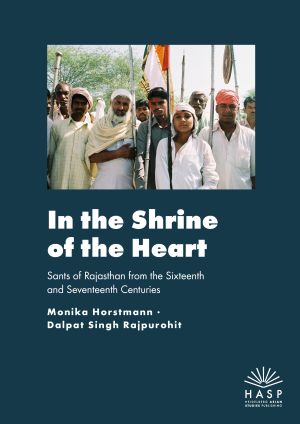 In the Shrine
of the Heart
Sants of Rajasthan from the Sixteenth
and Seventeenth Centuries
Monika Horstmann ·
Dalpat Singh Rajpurohit
HASP
HEIDELBERG ASIAN
STUDIES PUBLISHING